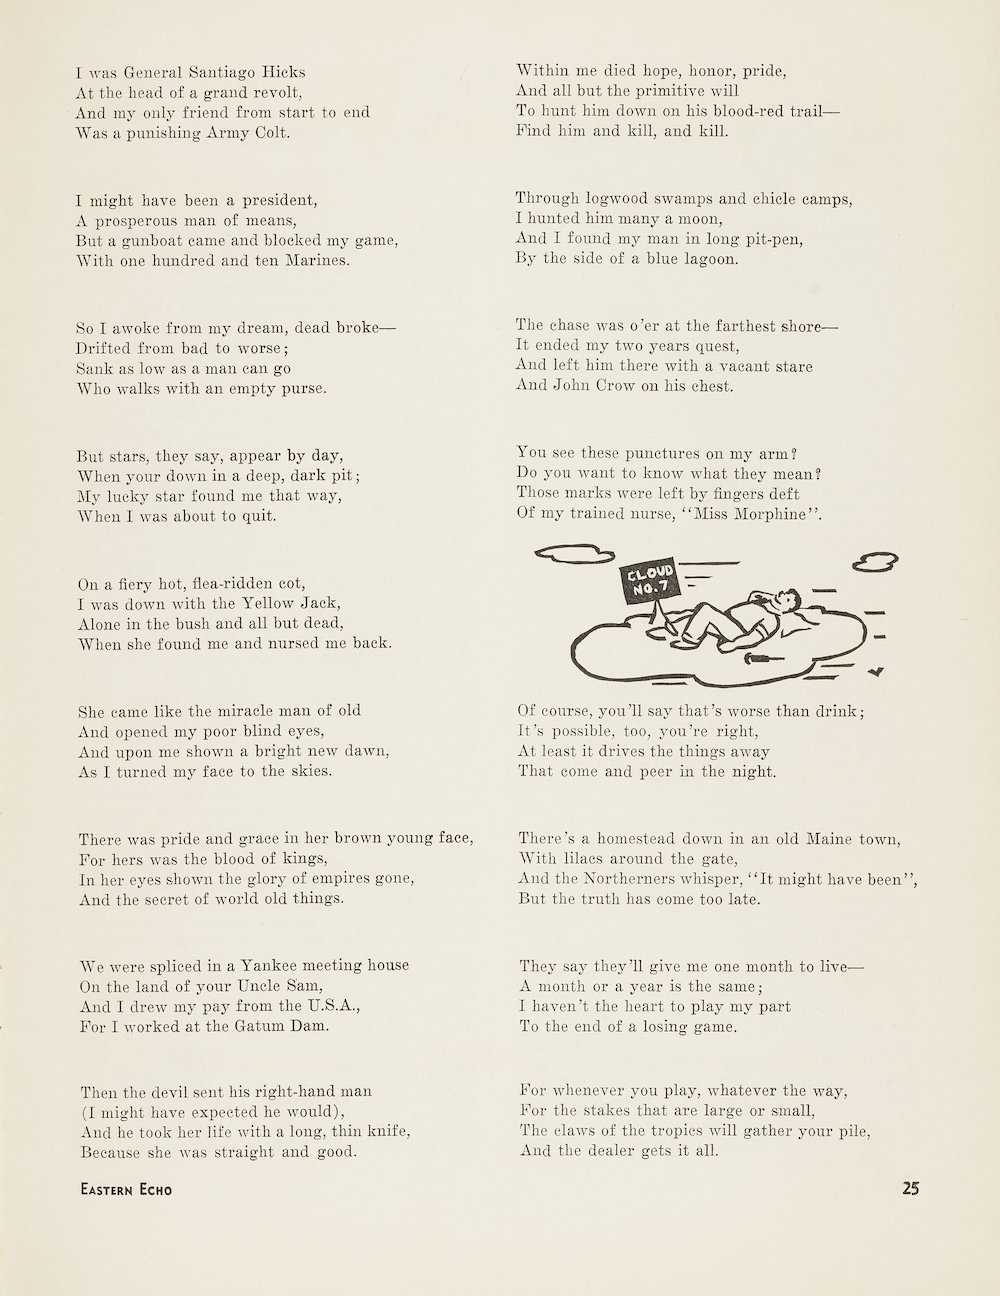 I was General Santiago Hicks
At the head of a grand revolt,
And my only friend from start to end
Was a punishing Army Colt.
I might have been a president,
A prosperous man of means,
But a gunboat came and blocked my game,
With one hundred and ten Marines.
So I awoke from my dream, dead broke—
Drifted from bad to worse;
Sank as low as a man can go
Who walks with an empty purse.
But stars, they say, appear by day,
When your down in a deep, dark pit;
My lucky star found me that way,
When I was about to quit.
On a fiery hot, flea-ridden cot,
I was down with the Yellow Jack,
Alone in the bush and all but dead,
When she found me and nursed me back.
She came like the miracle man of old
And opened my poor blind eyes,
And upon me shown a bright new dawn,
As I turned my face to the skies.
There was pride and grace in her brown young face,
For hers was the blood of kings,
In her eyes shown the glory of empires gone,
And the secret of world old things.
We were spliced in a Yankee meeting house
On the land of your Uncle Sam,
And I drew my pay from the U.S.A.,
For I worked at the Gatum Dam.
Then the devil sent his right-hand man
(I might have expected he would),
And he took her life with a long, thin knife,
Because she was straight and good.
Within me died hope, honor, pride,
And all but the primitive will
To hunt him down on his blood-red trail—
Find him and kill, and kill.
Through logwood swamps and chicle camps,
I hunted him many a moon,
And I found my man in long pit-pen,
By the side of a blue lagoon.
The chase was o'er at the farthest shore—
It ended my two years quest,
And left him there with a vacant stare
And John Crow on his chest.
You see these punctures on my arm?
Do you want to know what they mean?
Those marks were left by fingers deft
Of my trained nurse, "Miss Morphine".
CLOUD
NO. 7
Of course, you'll say that's worse than drink;
It's possible, too, you're right,
At least it drives the things away
That come and peer in the night.
There's a homestead down in an old Maine town,
With lilacs around the gate,
And the Northerners whisper, "It might have been",
But the truth has come too late.
They say they'll give me one month to live—
A month or a year is the same;
I haven't the heart to play my part
To the end of a losing game.
For whenever you play, whatever the way,
For the stakes that are large or small,
The claws of the tropics will gather your pile,
And the dealer gets it all.
EASTERN ECHO
25